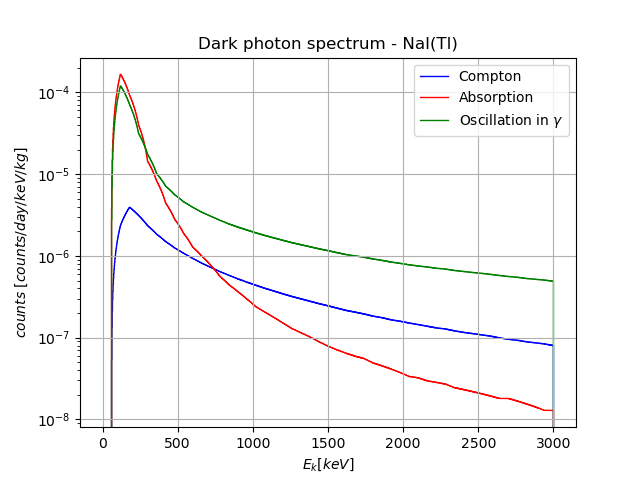 Dark photon spectrum - NaI(Tl)
Compton
Absorption
Oscillation in γ
counts [counts/day/keV/kg]
10⁻⁴
10⁻⁵
10⁻⁶
10⁻⁷
10⁻⁸
0 500 1000 1500 2000 2500 3000
E_k[keV]